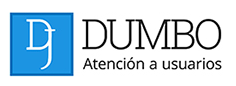 DJ DUMBO
Atención a usuarios